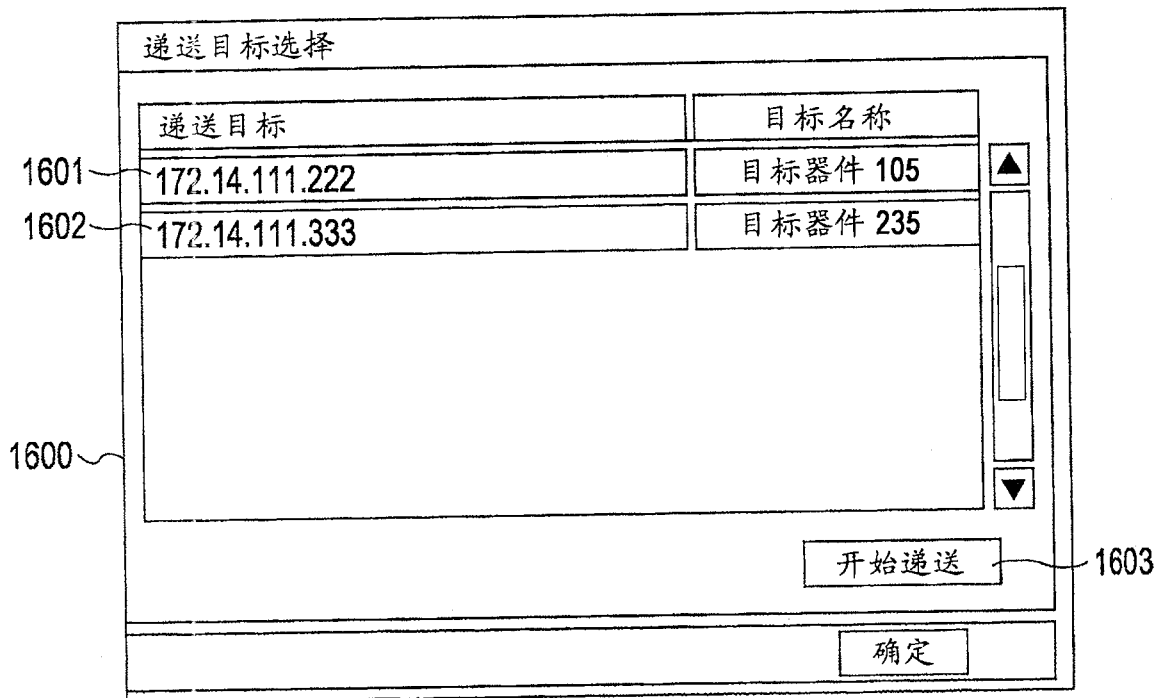 递送目标选择
递送目标 目标名称
1601 172.14.111.222 目标器件 105
1602 172.14.111.333 目标器件 235
1600
开始递送 1603
确定